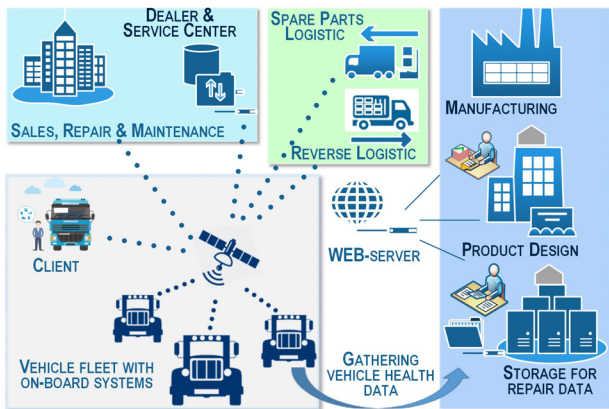 DEALER &
SERVICE CENTER
SALES, REPAIR & MAINTENANCE
SPARE PARTS
LOGISTIC
REVERSE LOGISTIC
MANUFACTURING
PRODUCT DESIGN
STORAGE FOR
REPAIR DATA
WEB-SERVER
CLIENT
VEHICLE FLEET WITH
ON-BOARD SYSTEMS
GATHERING
VEHICLE HEALTH
DATA